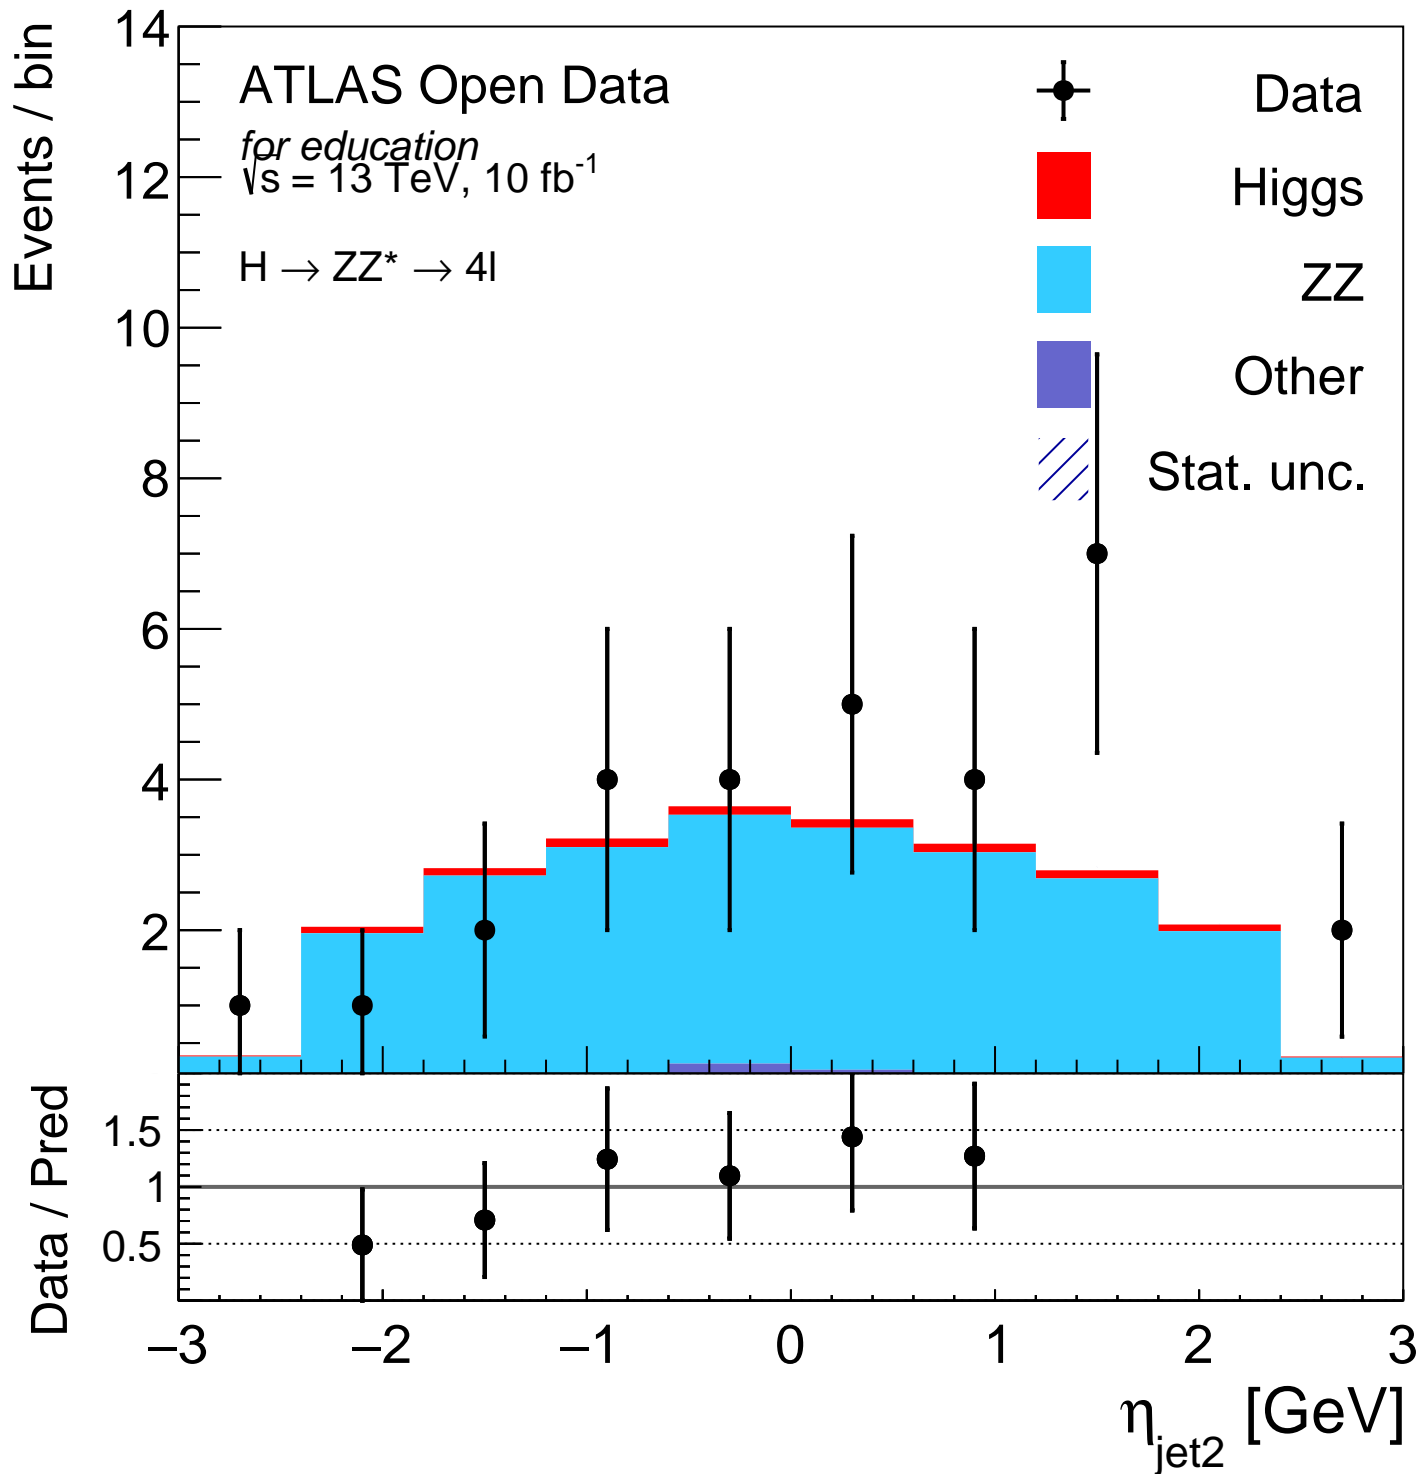 Events / bin
14
12
10
8
6
4
2
ATLAS Open Data
for education
√s = 13 TeV, 10 fb⁻¹
H → ZZ* → 4l
Data
Higgs
ZZ
Other
Stat. unc.
Data / Pred
1.5
1
0.5
−3 −2 −1 0 1 2 3
η_jet2 [GeV]